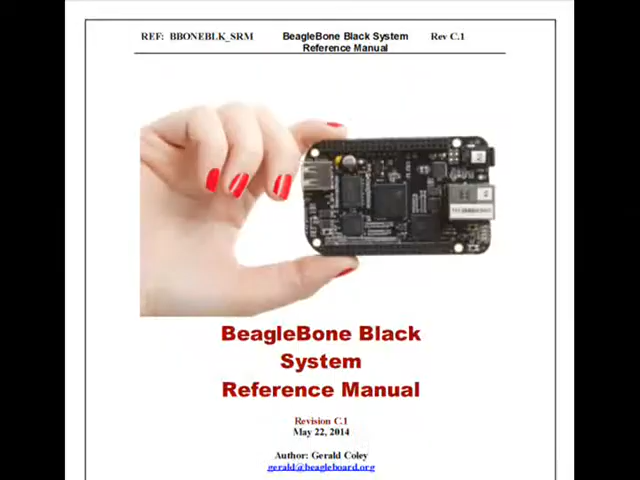 REF: BBONEBLK_SRM BeagleBone Black System Rev C.1
Reference Manual
BeagleBone Black
System
Reference Manual
Revision C.1
May 22, 2014
Author: Gerald Coley
gerald@beagleboard.org